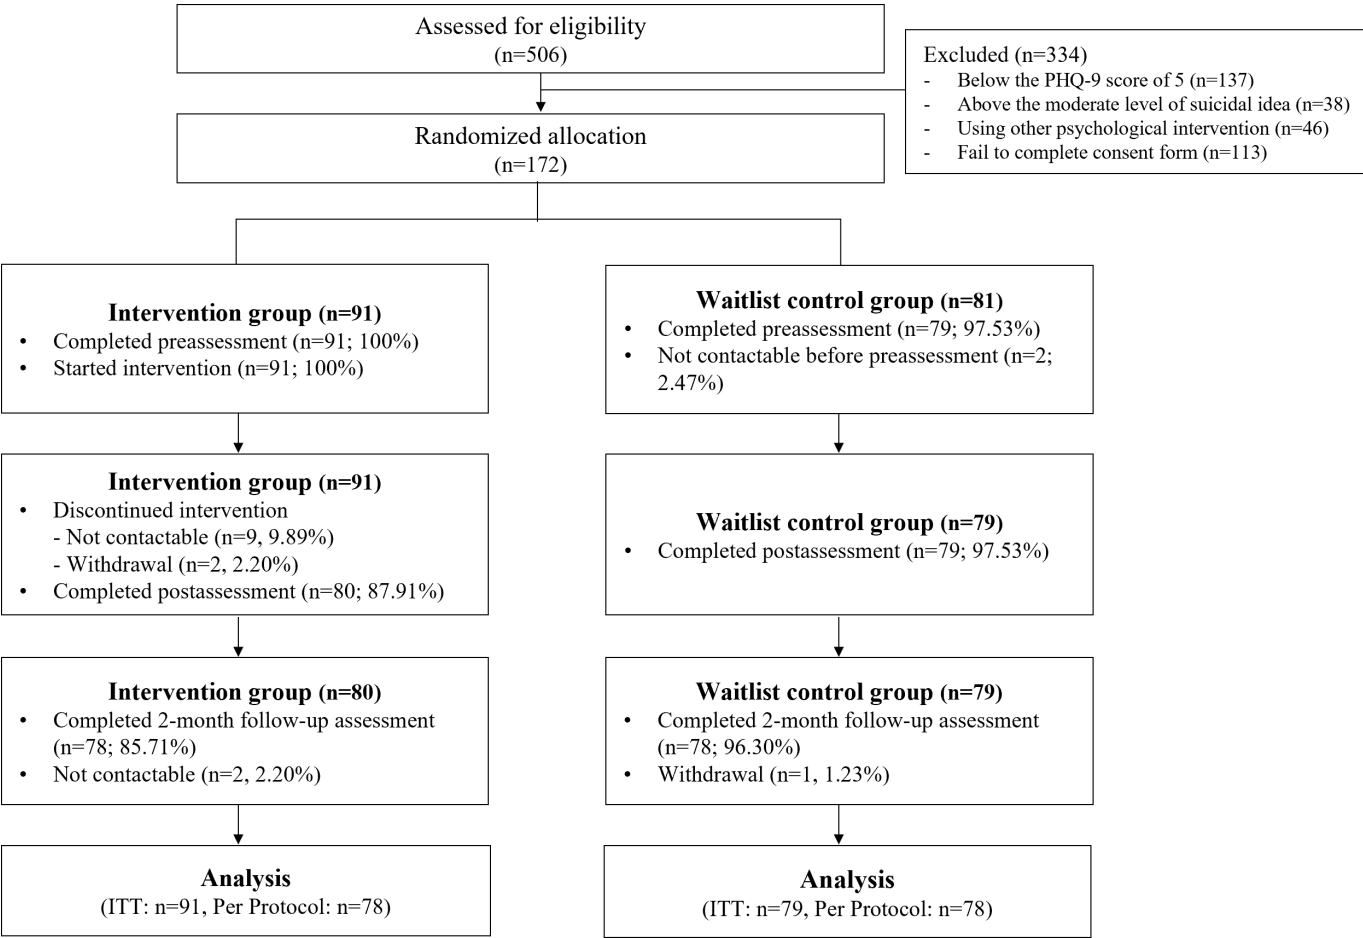 Assessed for eligibility
(n=506)
Excluded (n=334)
- Below the PHQ-9 score of 5 (n=137)
- Above the moderate level of suicidal idea (n=38)
- Using other psychological intervention (n=46)
- Fail to complete consent form (n=113)
Randomized allocation
(n=172)
Intervention group (n=91)
• Completed preassessment (n=91; 100%)
• Started intervention (n=91; 100%)
Waitlist control group (n=81)
• Completed preassessment (n=79; 97.53%)
• Not contactable before preassessment (n=2;
2.47%)
Intervention group (n=91)
• Discontinued intervention
- Not contactable (n=9, 9.89%)
- Withdrawal (n=2, 2.20%)
• Completed postassessment (n=80; 87.91%)
Waitlist control group (n=79)
• Completed postassessment (n=79; 97.53%)
Intervention group (n=80)
• Completed 2-month follow-up assessment
(n=78; 85.71%)
• Not contactable (n=2, 2.20%)
Waitlist control group (n=79)
• Completed 2-month follow-up assessment
(n=78; 96.30%)
• Withdrawal (n=1, 1.23%)
Analysis
(ITT: n=91, Per Protocol: n=78)
Analysis
(ITT: n=79, Per Protocol: n=78)